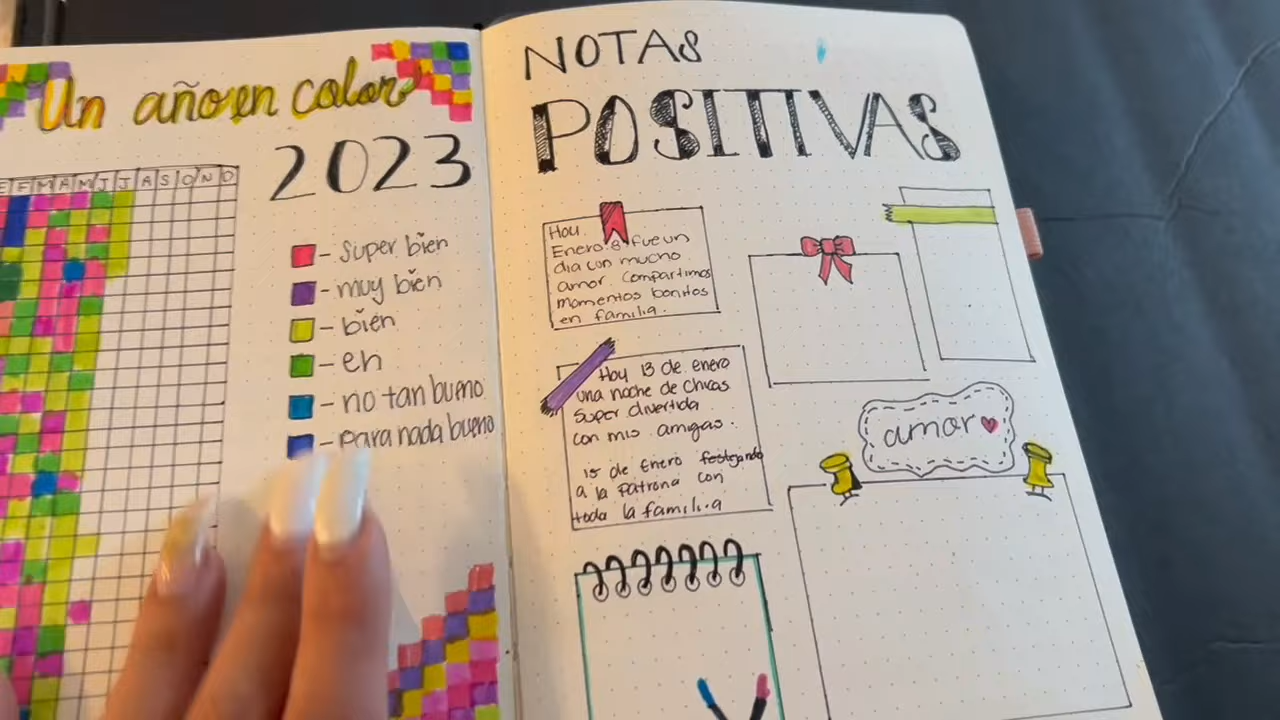 Un año en color
2023
E F M A M J J A S O N D
- Super bien
- muy bien
- bien
- eh
- no tan bueno
- para nada bueno
NOTAS
POSITIVAS
Hoy
Enero 8 fue un
dia con mucho
amor compartimos
momentos bonitos
en familia.
Hoy 13 de enero
una noche de chicas
super divertida
con mis amigas.
15 de Enero festejando
a la Patrona con
toda la familia
amor